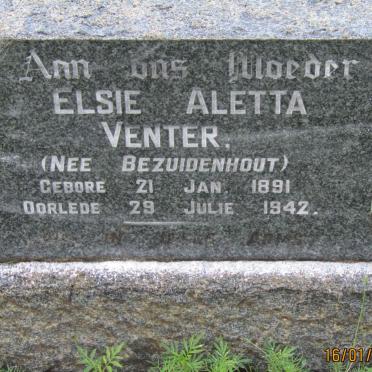 Aan ons Moeder
ELSIE ALETTA
VENTER.
(NEE BEZUIDENHOUT)
GEBORE 21 JAN. 1891
OORLEDE 29 JULIE 1942.
16/01/